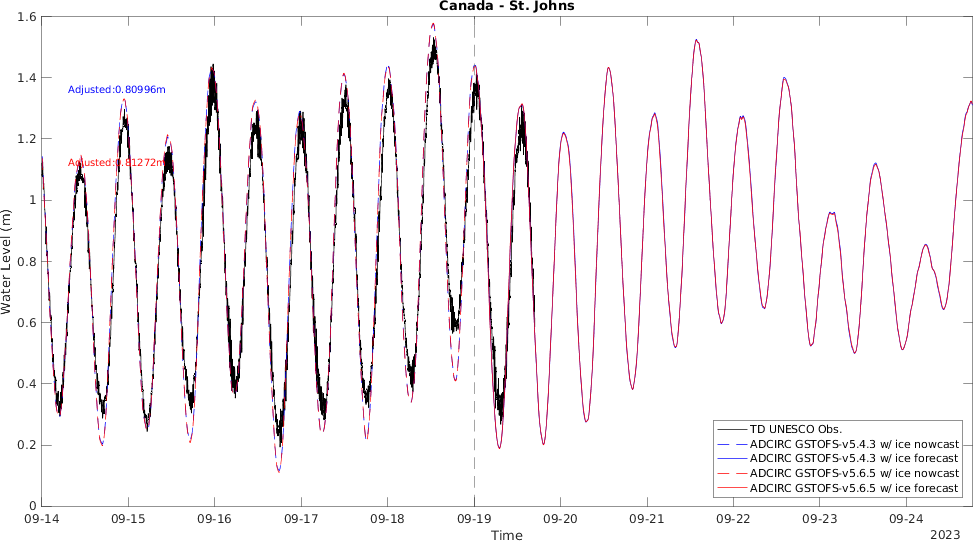 Canada - St. Johns
1.6
1.4
1.2
1
0.8
0.6
0.4
0.2
0
Water Level (m)
Adjusted:0.80996m
Adjusted:0.81272m
TD UNESCO Obs.
ADCIRC GSTOFS-v5.4.3 w/ ice nowcast
ADCIRC GSTOFS-v5.4.3 w/ ice forecast
ADCIRC GSTOFS-v5.6.5 w/ ice nowcast
ADCIRC GSTOFS-v5.6.5 w/ ice forecast
09-14 09-15 09-16 09-17 09-18 09-19 09-20 09-21 09-22 09-23 09-24
Time
2023